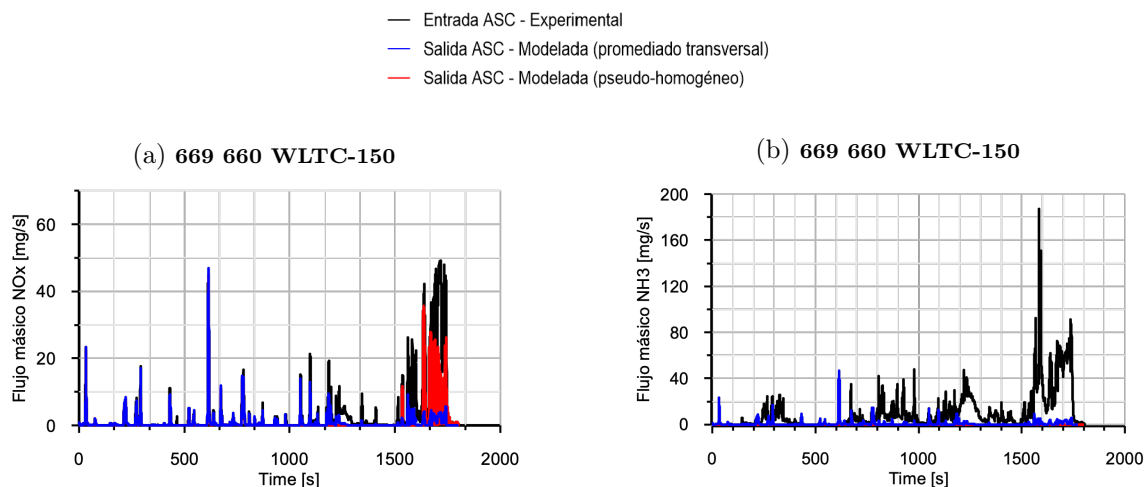 Entrada ASC - Experimental
Salida ASC - Modelada (promediado transversal)
Salida ASC - Modelada (pseudo-homogéneo)
(a) 669 660 WLTC-150
Flujo másico NOx [mg/s]
60
40
20
0
0 500 1000 1500 2000
Time [s]
(b) 669 660 WLTC-150
Flujo másico NH3 [mg/s]
200
160
120
80
40
0
0 500 1000 1500 2000
Time [s]